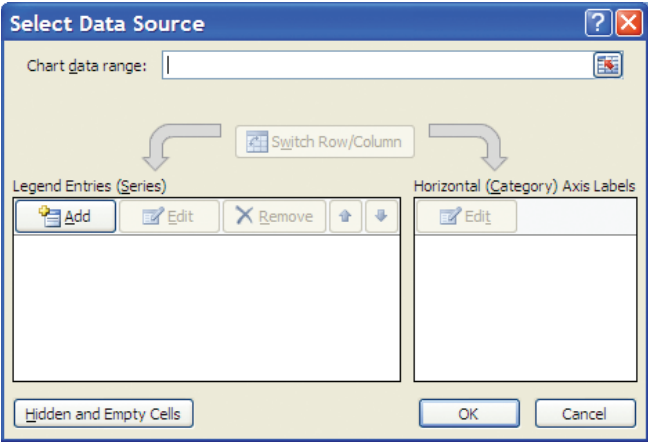 Select Data Source
Chart data range:
Switch Row/Column
Legend Entries (Series)
Horizontal (Category) Axis Labels
Add Edit Remove
Edit
Hidden and Empty Cells
OK Cancel